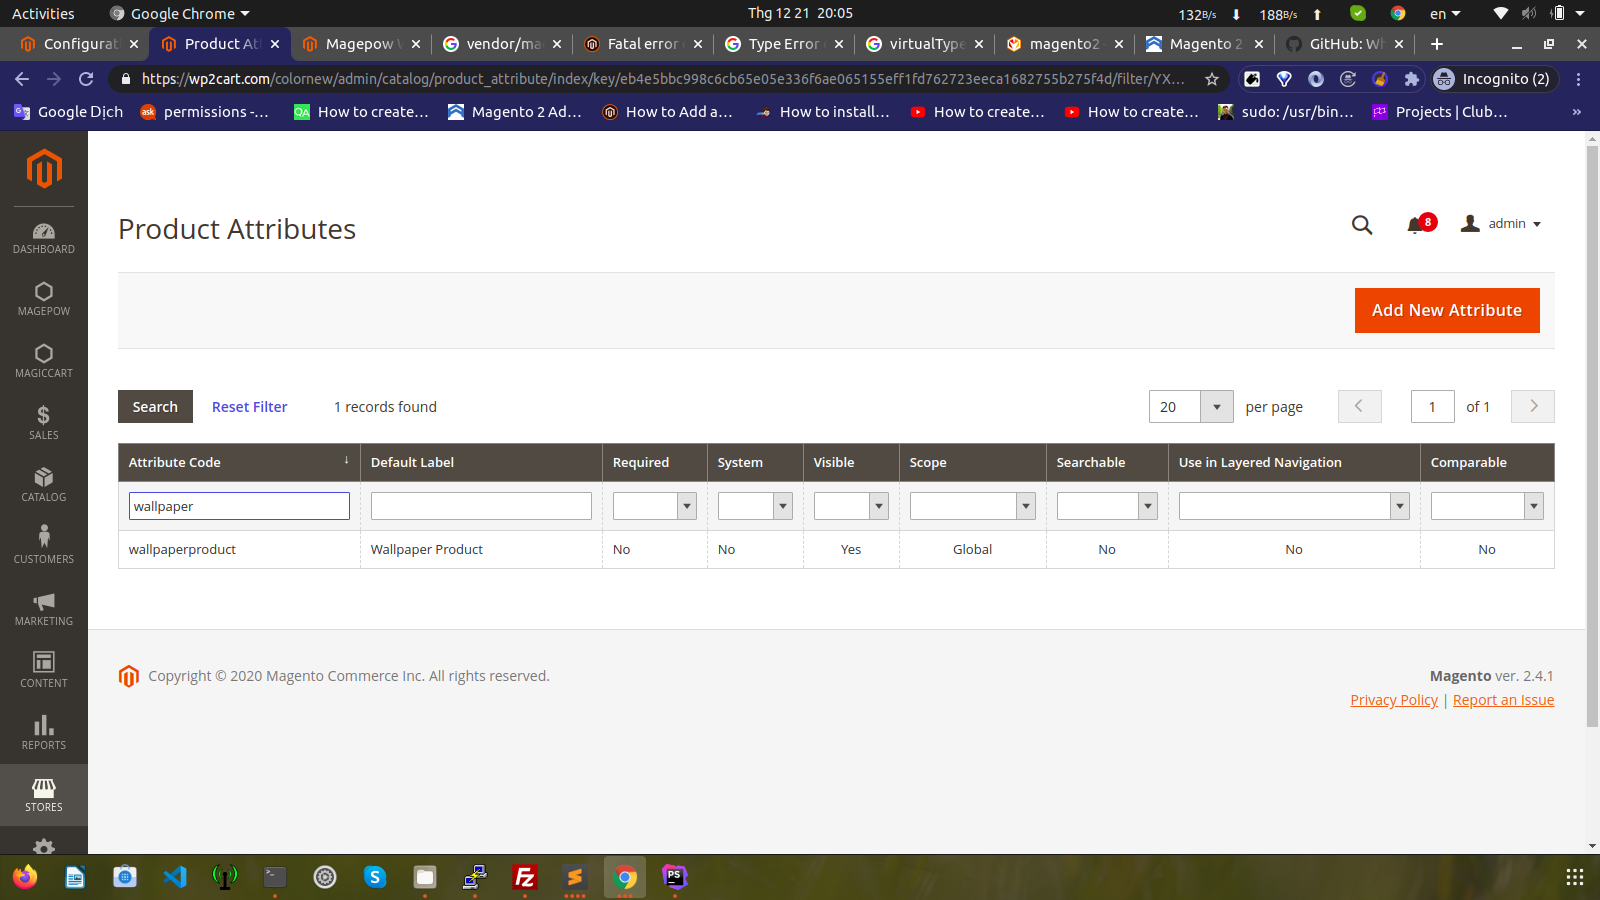 Activities
Google Chrome
Thg 12 21 20:05
132B/s
188B/s
en
Configurat
Product At
Magepow
vendor/ma
Fatal error
Type Error
virtualType
magento2
Magento 2
GitHub: Wh
https://wp2cart.com/colornew/admin/catalog/product_attribute/index/key/eb4e5bbc998c6cb65e05e336f6ae065155eff1fd762723eeca1682755b275f4d/filter/YX...
Incognito (2)
Google Dịch
permissions -...
How to create...
Magento 2 Ad...
How to Add a...
How to install...
How to create...
How to create...
sudo: /usr/bin...
Projects | Club...
»
Product Attributes
8
admin
DASHBOARD
MAGEPOW
MAGICCART
SALES
CATALOG
CUSTOMERS
MARKETING
CONTENT
REPORTS
STORES
Add New Attribute
Search
Reset Filter
1 records found
20
per page
1
of 1
Attribute Code ↓
Default Label
Required
System
Visible
Scope
Searchable
Use in Layered Navigation
Comparable
wallpaper
wallpaperproduct
Wallpaper Product
No
No
Yes
Global
No
No
No
Copyright © 2020 Magento Commerce Inc. All rights reserved.
Magento ver. 2.4.1
Privacy Policy | Report an Issue